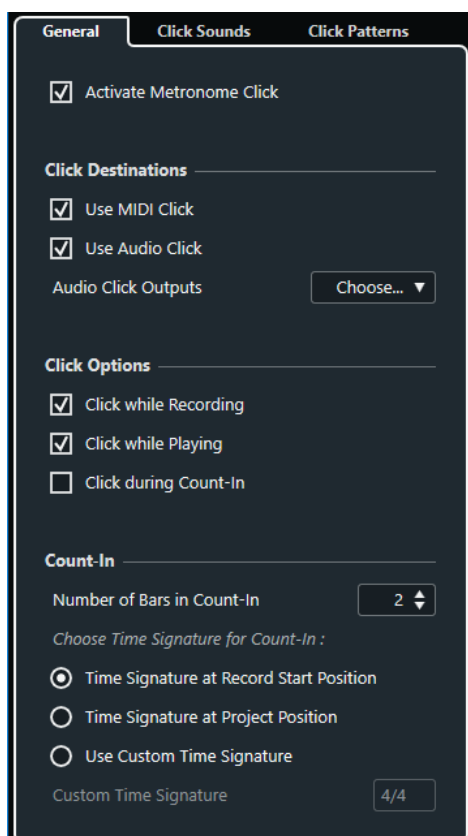 General Click Sounds Click Patterns
Activate Metronome Click
Click Destinations
Use MIDI Click
Use Audio Click
Audio Click Outputs Choose...
Click Options
Click while Recording
Click while Playing
Click during Count-In
Count-In
Number of Bars in Count-In 2
Choose Time Signature for Count-In :
Time Signature at Record Start Position
Time Signature at Project Position
Use Custom Time Signature
Custom Time Signature 4/4